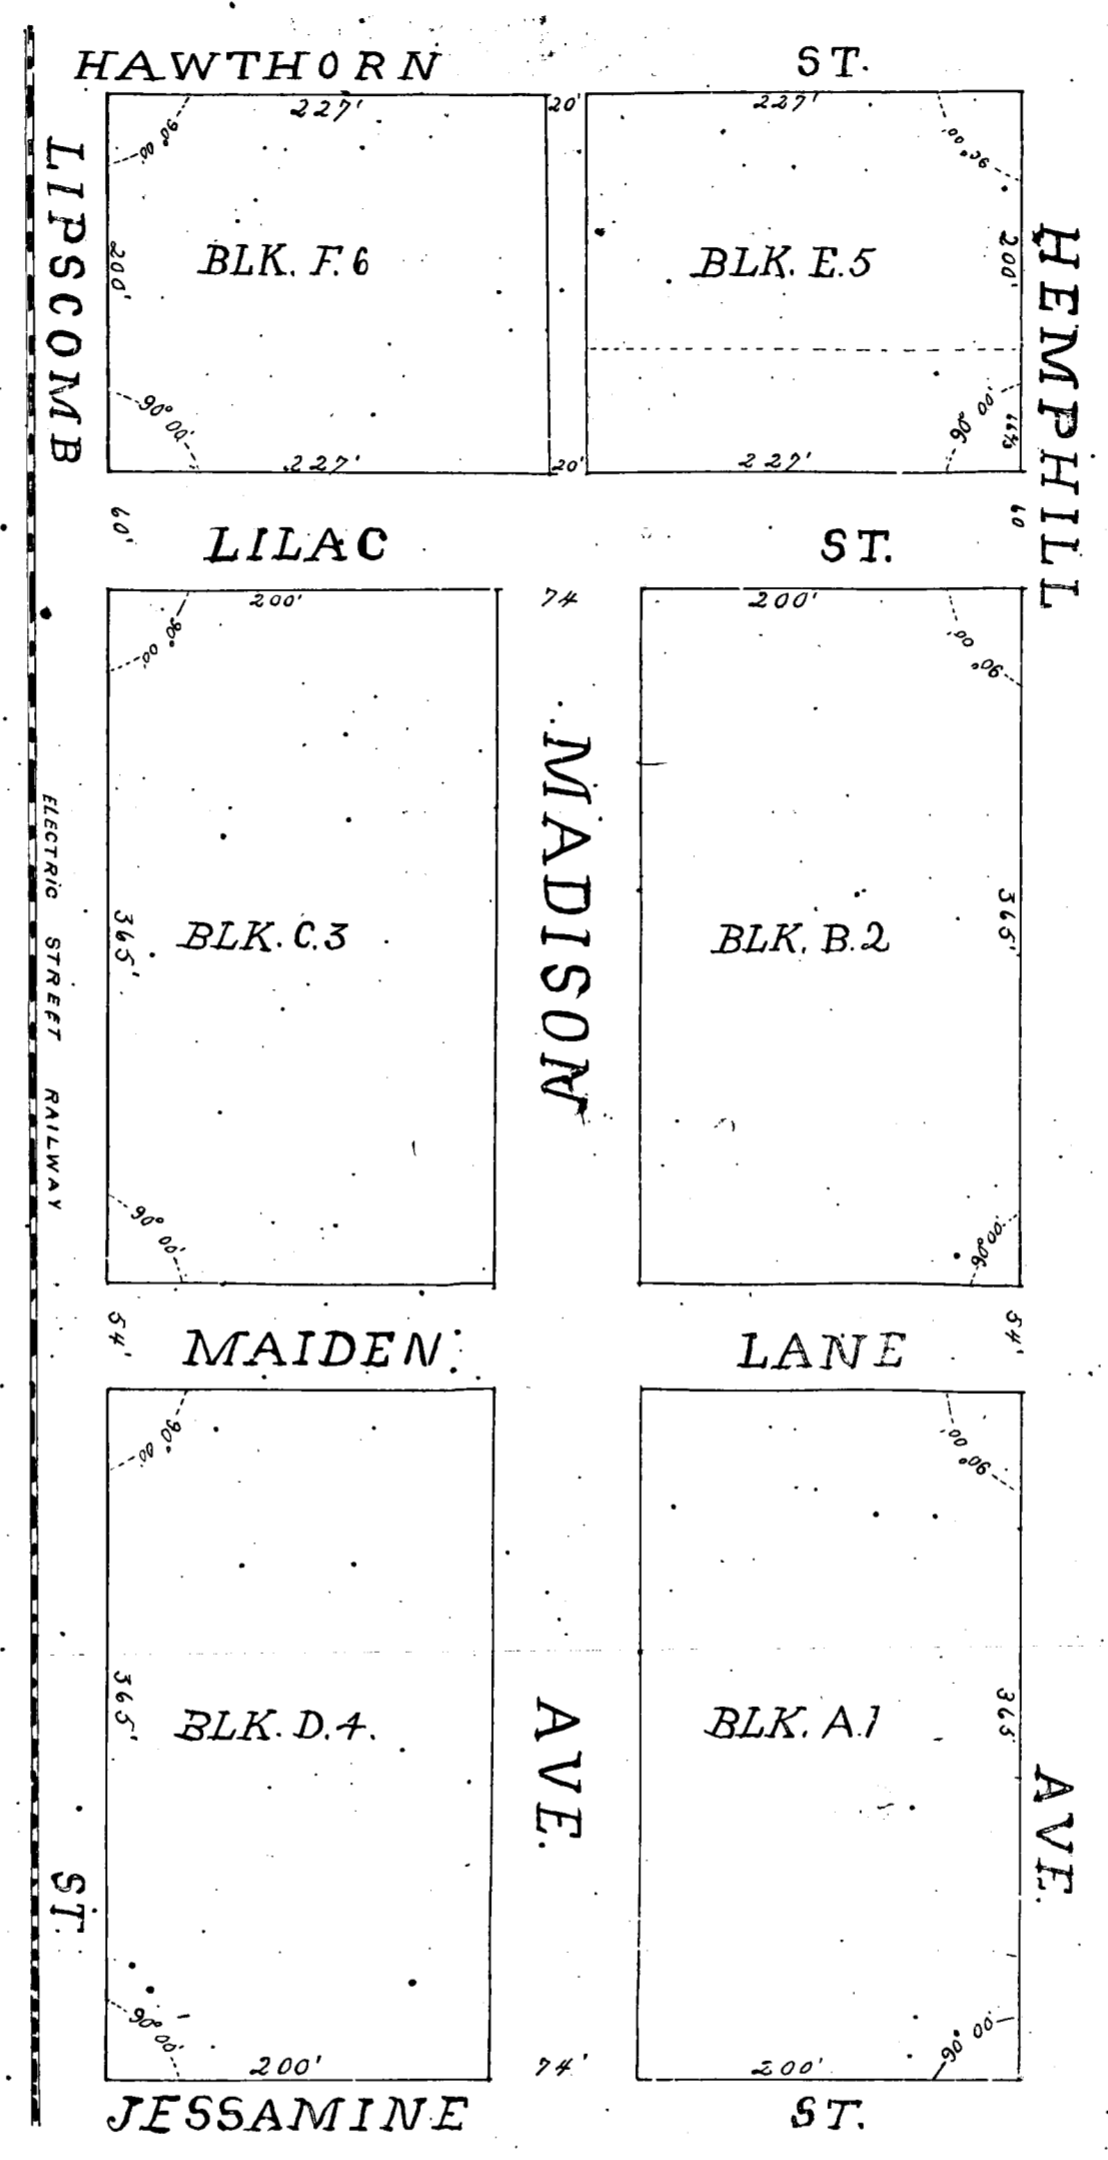 HAWTHORN ST.
227' 20' 227'
90° 00' 90° 00'
LIPSCOMB
200' BLK. F. 6 BLK. E. 5 200'
HEMPHILL
90° 00' 90° 00'
227' 20' 227'
60' LILAC ST. 60
200' 74 200'
90° 00' 90° 00'
MADISON
ELECTRIC STREET RAILWAY
365' BLK. C. 3 BLK. B. 2 365'
90° 00' 90° 00'
54' MAIDEN LANE 54'
90° 00' 90° 00'
365' BLK. D. 4. BLK. A. 1 365'
AVE.
AVE.
ST.
90° 00' 90° 00'
200' 74' 200'
JESSAMINE ST.